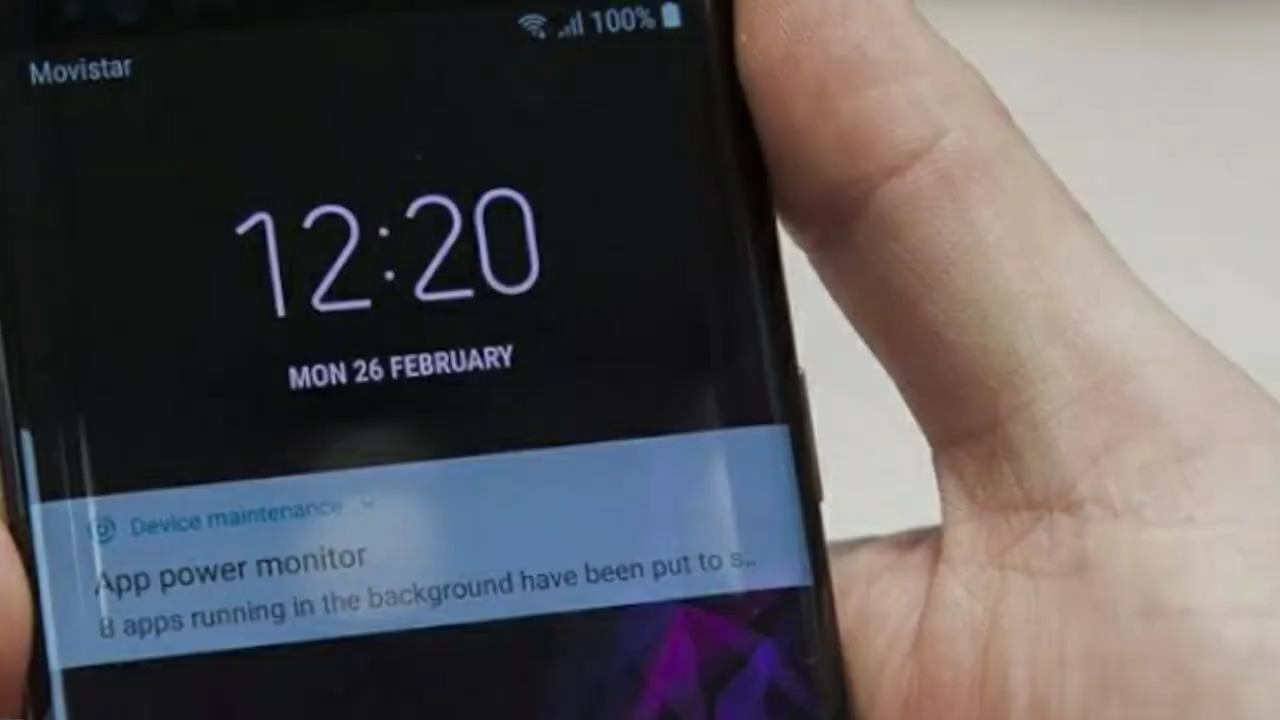 100%
Movistar
12:20
MON 26 FEBRUARY
Device maintenance
App power monitor
8 apps running in the background have been put to s..